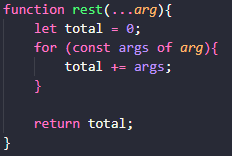 function rest(...arg){
    let total = 0;
    for (const args of arg){
        total += args;
    }

    return total;
}